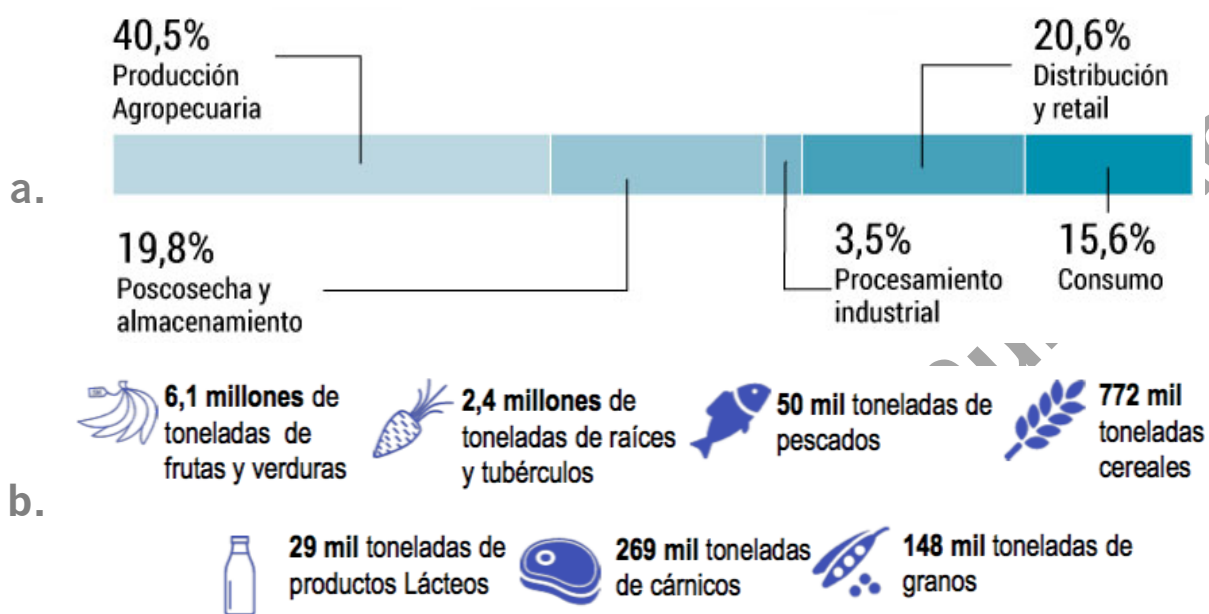 40,5%
Producción
Agropecuaria
20,6%
Distribución
y retail
a.
19,8%
Poscosecha y
almacenamiento
3,5%
Procesamiento
industrial
15,6%
Consumo
6,1 millones de
toneladas de
frutas y verduras
2,4 millones de
toneladas de raíces
y tubérculos
50 mil toneladas de
pescados
772 mil
toneladas
cereales
b.
29 mil toneladas de
productos Lácteos
269 mil toneladas
de cárnicos
148 mil toneladas de
granos